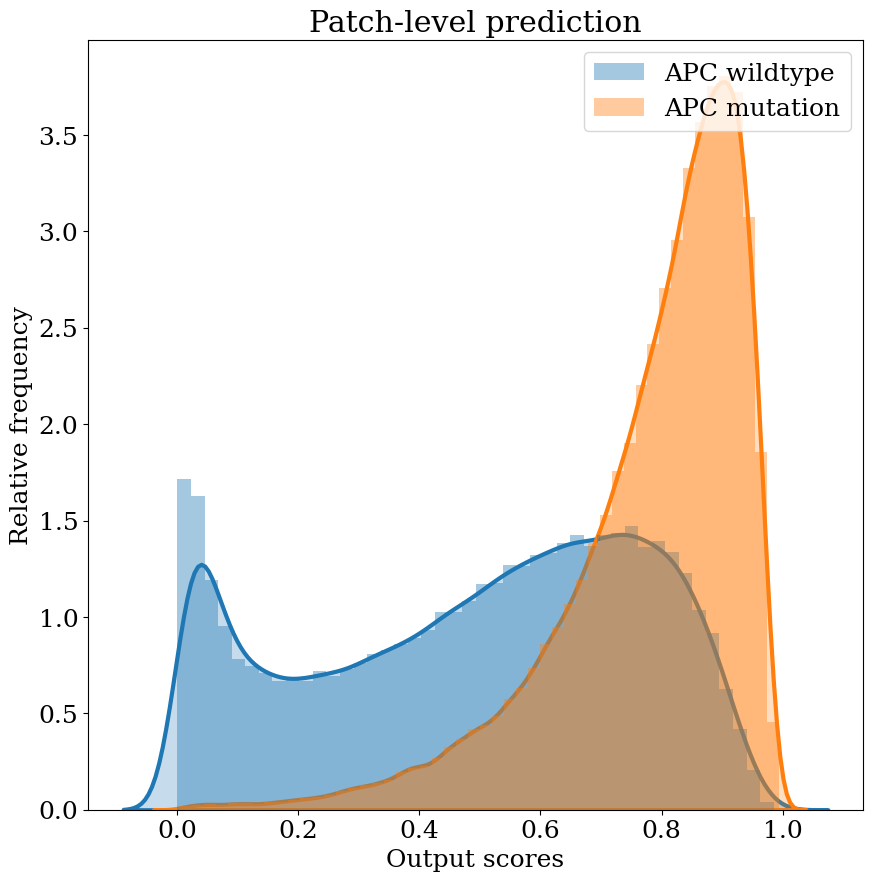 Patch-level prediction
APC wildtype
APC mutation
Relative frequency
3.5
3.0
2.5
2.0
1.5
1.0
0.5
0.0
0.0 0.2 0.4 0.6 0.8 1.0
Output scores